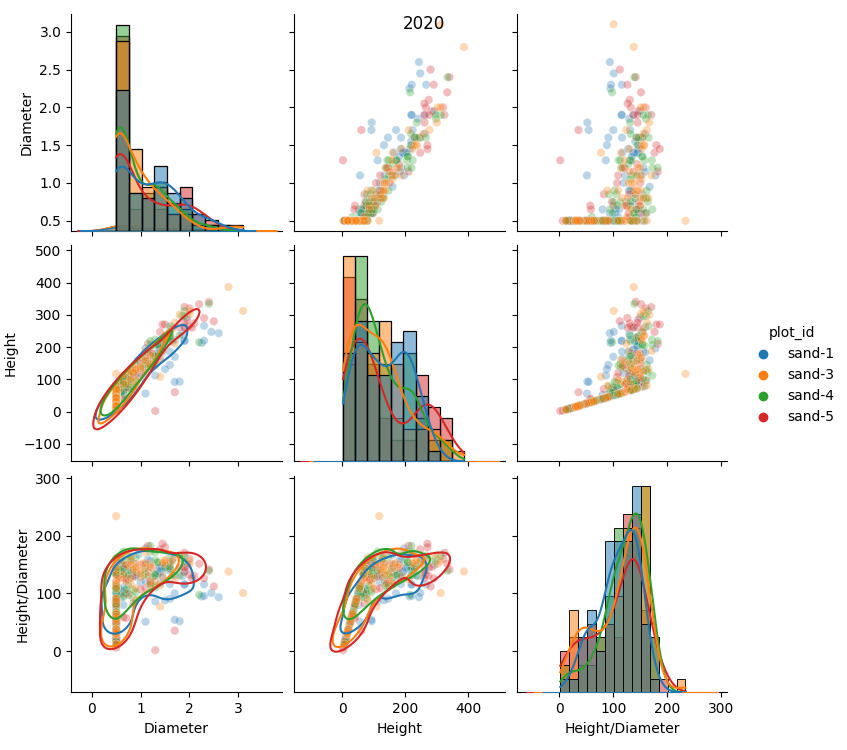 2020
3.0
2.5
2.0
1.5
1.0
0.5
Diameter
500
400
300
200
100
0
−100
Height
300
200
100
0
Height/Diameter
0 1 2 3
Diameter
0 200 400
Height
0 100 200 300
Height/Diameter
plot_id
sand-1
sand-3
sand-4
sand-5